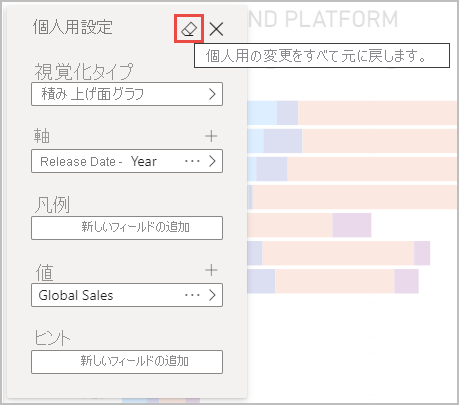 ND PLATFORM
個人用設定
個人用の変更をすべて元に戻します。
視覚化タイプ
積み上げ面グラフ
軸
Release Date - Year
凡例
新しいフィールドの追加
値
Global Sales
ヒント
新しいフィールドの追加